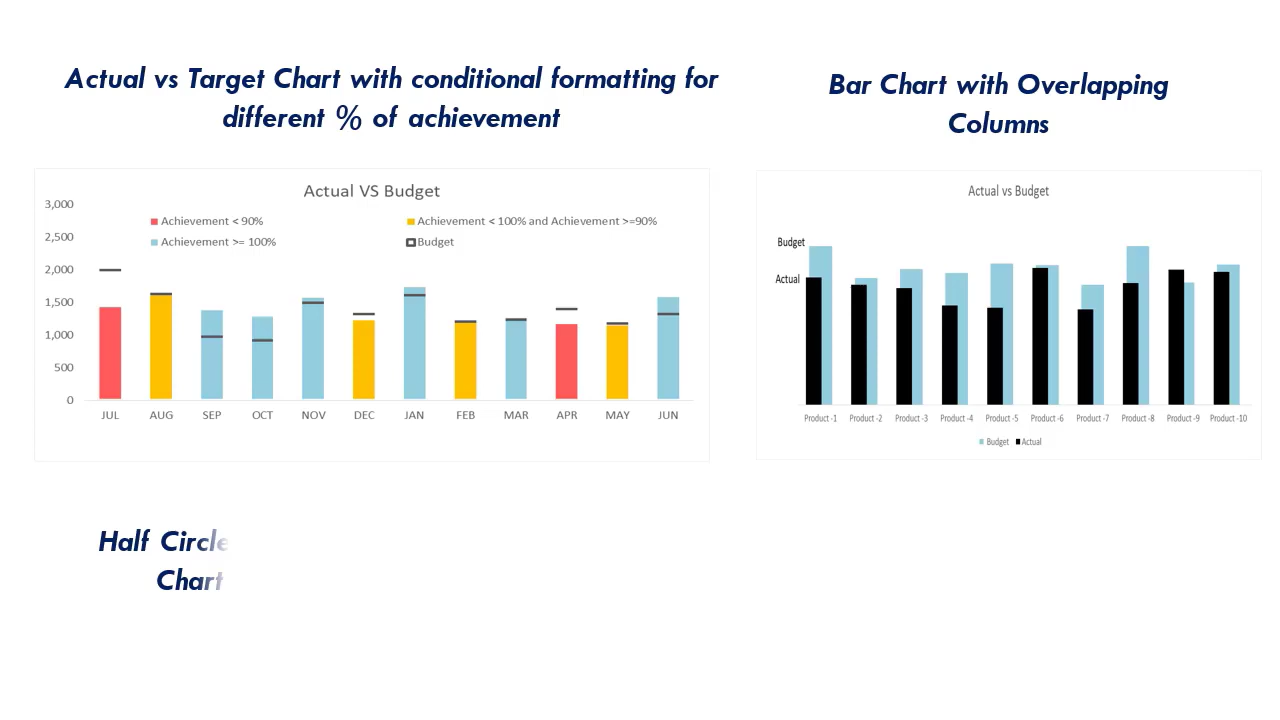 Actual vs Target Chart with conditional formatting for
different % of achievement
Bar Chart with Overlapping
Columns
Actual VS Budget
3,000
2,500
2,000
1,500
1,000
500
0
Achievement < 90%
Achievement < 100% and Achievement >=90%
Achievement >= 100%
Budget
JUL AUG SEP OCT NOV DEC JAN FEB MAR APR MAY JUN
Actual vs Budget
Budget
Actual
Product -1 Product -2 Product -3 Product -4 Product -5 Product -6 Product -7 Product -8 Product -9 Product -10
Budget Actual
Half Circle
Chart